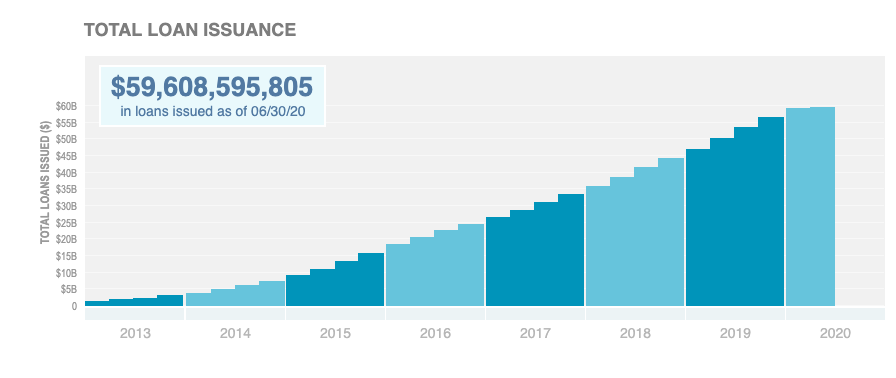 TOTAL LOAN ISSUANCE
$59,608,595,805
in loans issued as of 06/30/20
TOTAL LOANS ISSUED ($)
$60B
$55B
$50B
$45B
$40B
$35B
$30B
$25B
$20B
$15B
$10B
$5B
0
2013 2014 2015 2016 2017 2018 2019 2020